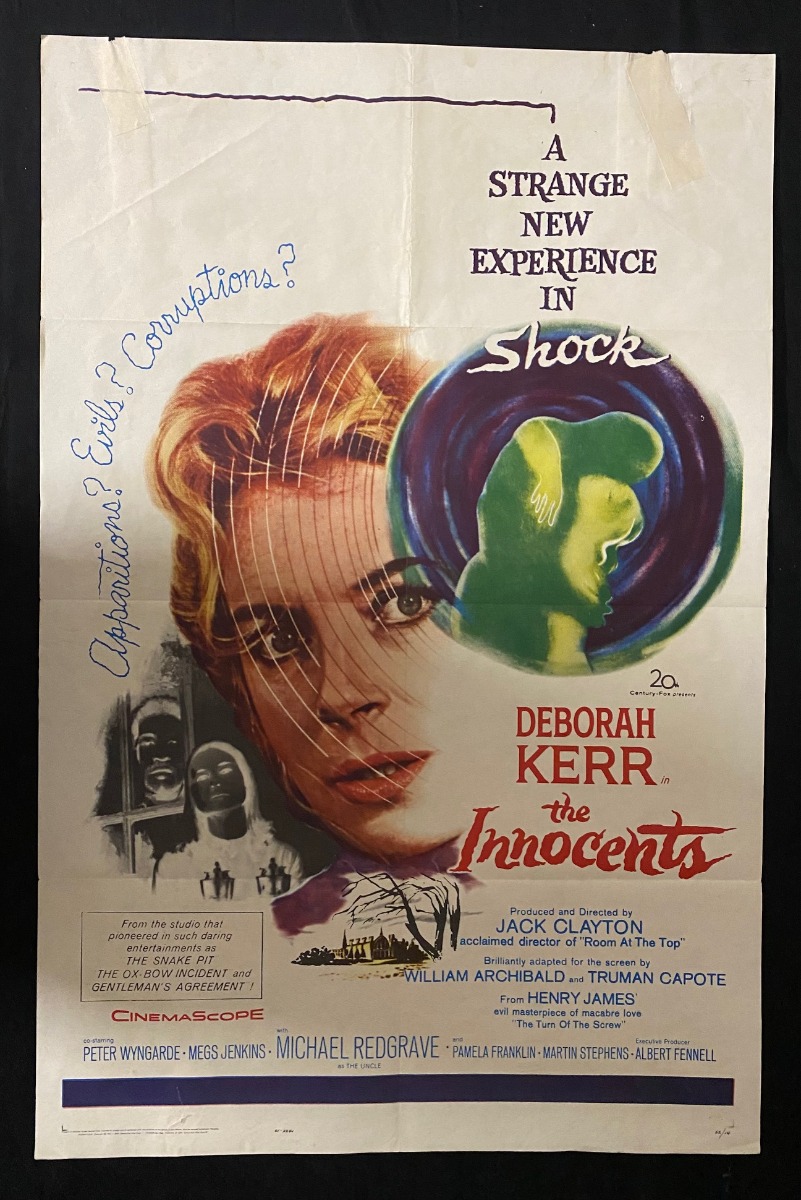 A
STRANGE
NEW
EXPERIENCE
IN
Shock
Apparitions? Evils? Corruptions?
20th
Century-Fox presents
DEBORAH
KERR in
the
Innocents
Produced and Directed by
JACK CLAYTON
acclaimed director of "Room At The Top"
Brilliantly adapted for the screen by
WILLIAM ARCHIBALD and TRUMAN CAPOTE
From HENRY JAMES'
evil masterpiece of macabre love
"The Turn Of The Screw"
From the studio that
pioneered in such daring
entertainments as
THE SNAKE PIT
THE OX-BOW INCIDENT and
GENTLEMAN'S AGREEMENT!
CINEMASCOPE
co-starring
PETER WYNGARDE · MEGS JENKINS · with MICHAEL REDGRAVE as THE UNCLE · and PAMELA FRANKLIN · MARTIN STEPHENS · Executive Producer ALBERT FENNELL